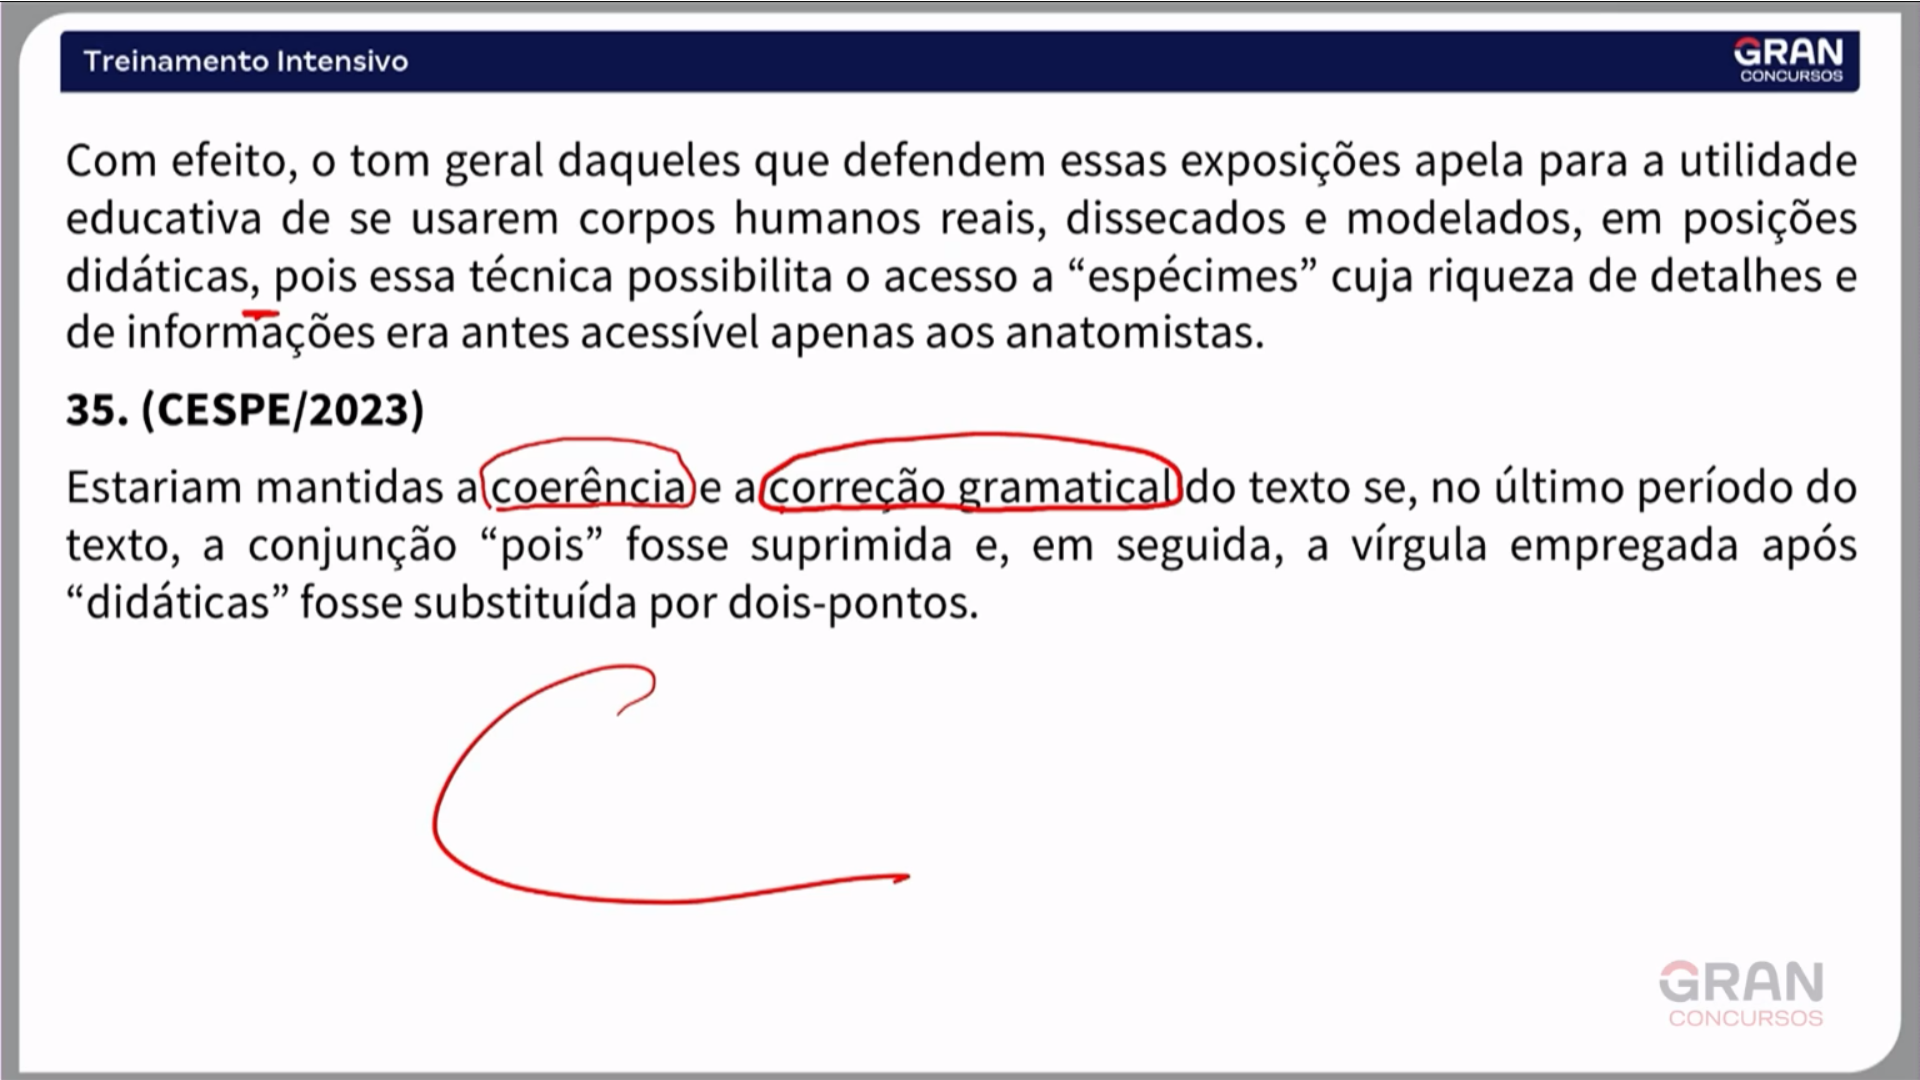 Treinamento Intensivo
GRAN
CONCURSOS
Com efeito, o tom geral daqueles que defendem essas exposições apela para a utilidade
educativa de se usarem corpos humanos reais, dissecados e modelados, em posições
didáticas, pois essa técnica possibilita o acesso a “espécimes” cuja riqueza de detalhes e
de informações era antes acessível apenas aos anatomistas.
35. (CESPE/2023)
Estariam mantidas a coerência e a correção gramatical do texto se, no último período do
texto, a conjunção “pois” fosse suprimida e, em seguida, a vírgula empregada após
“didáticas” fosse substituída por dois-pontos.
C
GRAN
CONCURSOS